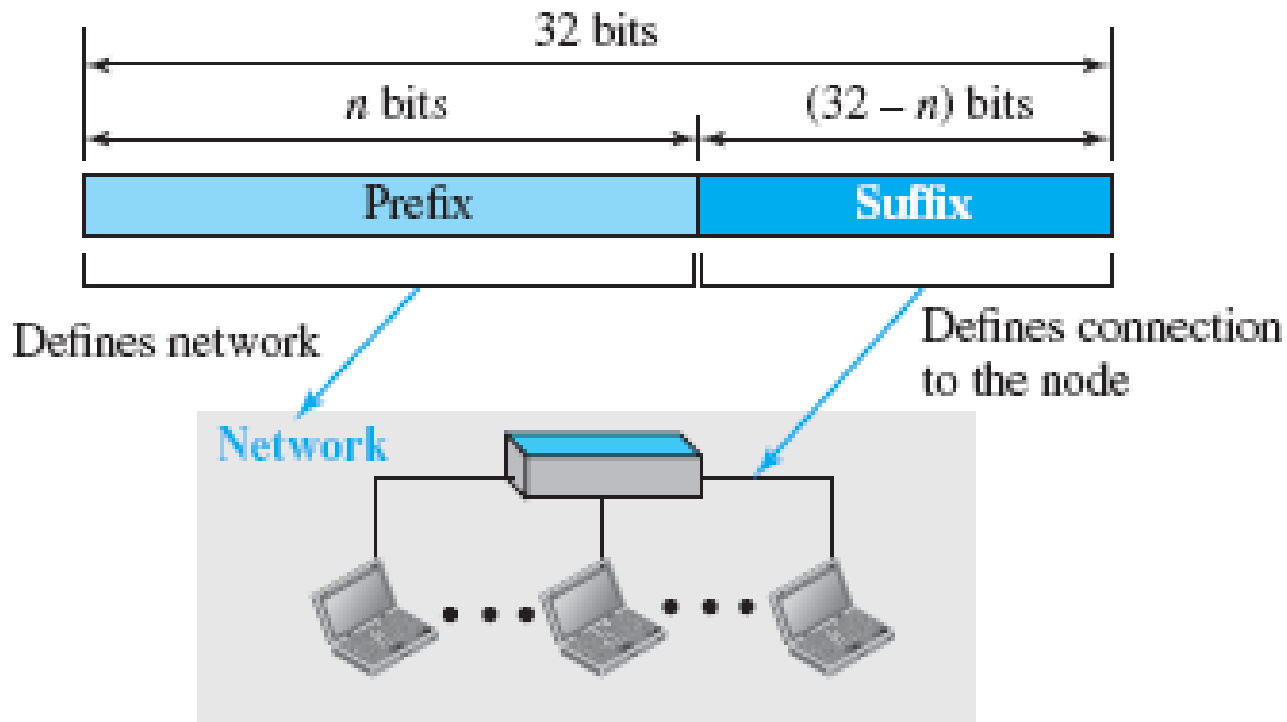 32 bits
n bits
(32 – n) bits
Prefix
Suffix
Defines network
Defines connection
to the node
Network